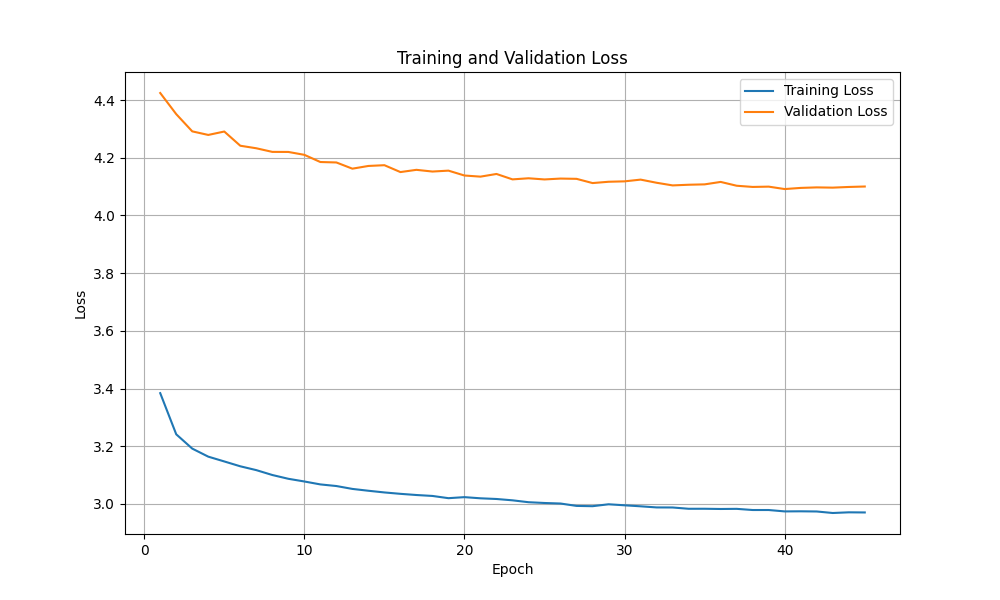 Training and Validation Loss
Training Loss
Validation Loss
4.4
4.2
4.0
3.8
3.6
3.4
3.2
3.0
Loss
0 10 20 30 40
Epoch